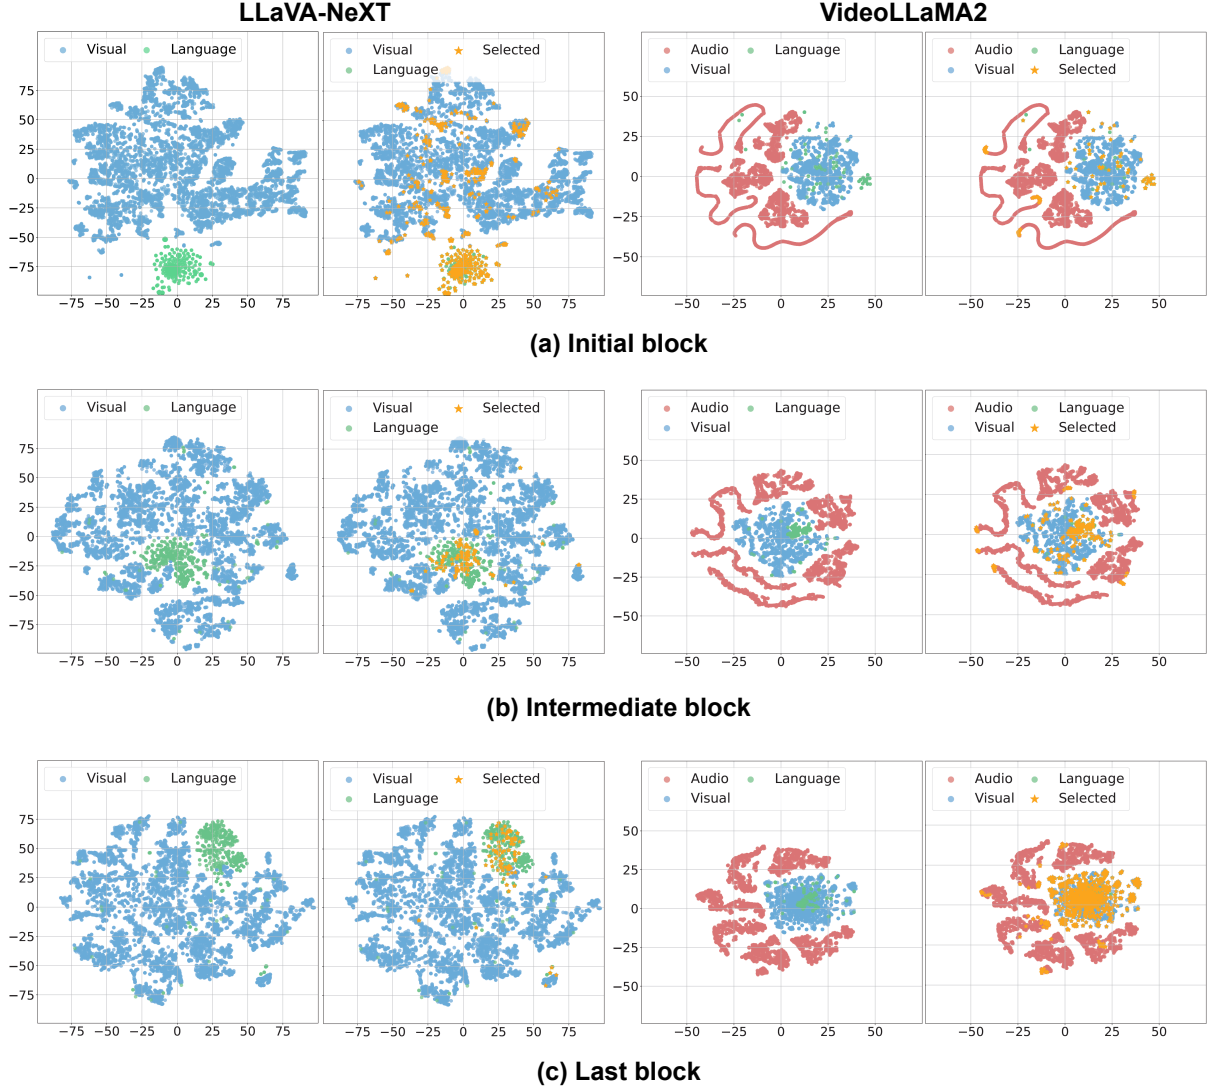 LLaVA-NeXT
VideoLLaMA2
Visual Language
Visual Selected
Language
Audio Language
Visual
Audio Language
Visual Selected
75
50
25
0
−25
−50
−75
−75 −50 −25 0 25 50 75
−75 −50 −25 0 25 50 75
50
25
0
−25
−50
−50 −25 0 25 50
−50 −25 0 25 50
(a) Initial block
Visual Language
Visual Selected
Language
Audio Language
Visual
Audio Language
Visual Selected
75
50
25
0
−25
−50
−75
−75 −50 −25 0 25 50 75
−75 −50 −25 0 25 50 75
50
25
0
−25
−50
−50 −25 0 25 50
−50 −25 0 25 50
(b) Intermediate block
Visual Language
Visual Selected
Language
Audio Language
Visual
Audio Language
Visual Selected
75
50
25
0
−25
−50
−75
−75 −50 −25 0 25 50 75
−75 −50 −25 0 25 50 75
50
25
0
−25
−50
−50 −25 0 25 50
−50 −25 0 25 50
(c) Last block